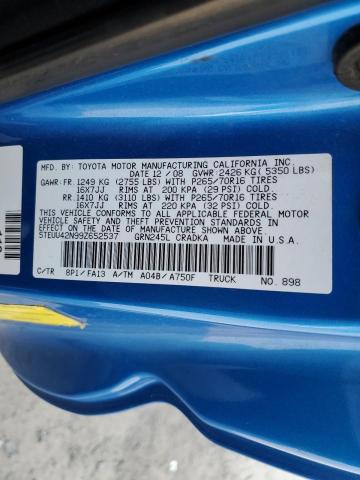 MFD. BY: TOYOTA MOTOR MANUFACTURING CALIFORNIA INC.
DATE 12/08 GVWR:2426 KG( 5350 LBS)
GAWR:FR.1249 KG (2755 LBS) WITH P265/70R16 TIRES
16X7JJ RIMS AT 200 KPA (29 PSI) COLD.
RR.1410 KG (3110 LBS) WITH P265/70R16 TIRES
16X7JJ RIMS AT 220 KPA (32 PSI) COLD.
THIS VEHICLE CONFORMS TO ALL APPLICABLE FEDERAL MOTOR
VEHICLE SAFETY AND THEFT PREVENTION STANDARDS IN
EFFECT ON THE DATE OF MANUFACTURE SHOWN ABOVE.
5TEUU42N99Z652537 GRN245L CRADKA MADE IN U.S.A.
C/TR 8P1/FA13 A/TM A04B/A750F TRUCK NO. 898